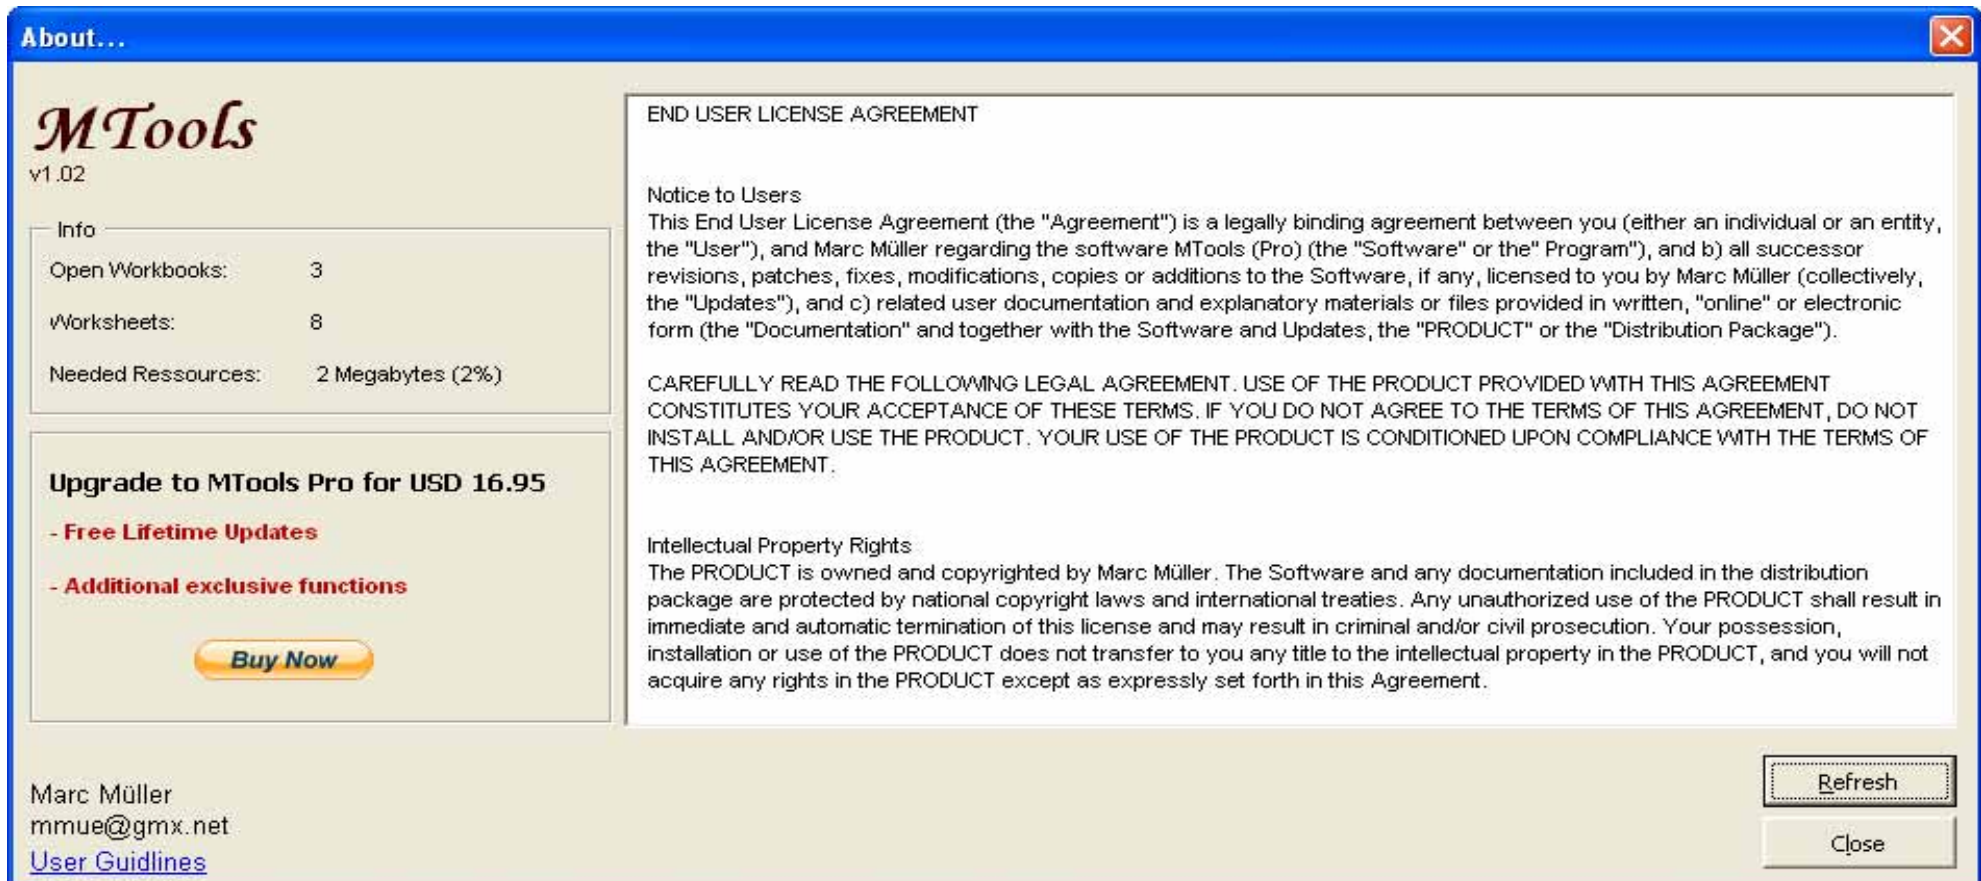 About...
MTools
v1.02
Info
Open Workbooks: 3
Worksheets: 8
Needed Ressources: 2 Megabytes (2%)
Upgrade to MTools Pro for USD 16.95
- Free Lifetime Updates
- Additional exclusive functions
Buy Now
Marc Müller
mmue@gmx.net
User Guidlines
END USER LICENSE AGREEMENT
Notice to Users
This End User License Agreement (the "Agreement") is a legally binding agreement between you (either an individual or an entity,
the "User"), and Marc Müller regarding the software MTools (Pro) (the "Software" or the" Program"), and b) all successor
revisions, patches, fixes, modifications, copies or additions to the Software, if any, licensed to you by Marc Müller (collectively,
the "Updates"), and c) related user documentation and explanatory materials or files provided in written, "online" or electronic
form (the "Documentation" and together with the Software and Updates, the "PRODUCT" or the "Distribution Package").
CAREFULLY READ THE FOLLOWING LEGAL AGREEMENT. USE OF THE PRODUCT PROVIDED WITH THIS AGREEMENT
CONSTITUTES YOUR ACCEPTANCE OF THESE TERMS. IF YOU DO NOT AGREE TO THE TERMS OF THIS AGREEMENT, DO NOT
INSTALL AND/OR USE THE PRODUCT. YOUR USE OF THE PRODUCT IS CONDITIONED UPON COMPLIANCE WITH THE TERMS OF
THIS AGREEMENT.
Intellectual Property Rights
The PRODUCT is owned and copyrighted by Marc Müller. The Software and any documentation included in the distribution
package are protected by national copyright laws and international treaties. Any unauthorized use of the PRODUCT shall result in
immediate and automatic termination of this license and may result in criminal and/or civil prosecution. Your possession,
installation or use of the PRODUCT does not transfer to you any title to the intellectual property in the PRODUCT, and you will not
acquire any rights in the PRODUCT except as expressly set forth in this Agreement.
Refresh
Close